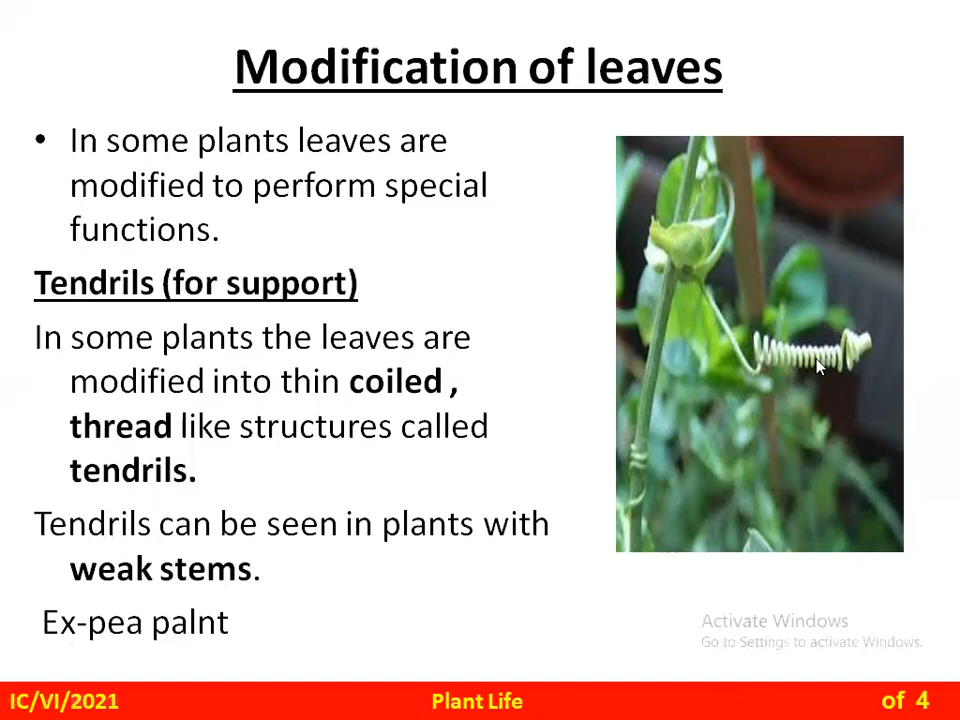 Modification of leaves
• In some plants leaves are
modified to perform special
functions.
Tendrils (for support)
In some plants the leaves are
modified into thin coiled ,
thread like structures called
tendrils.
Tendrils can be seen in plants with
weak stems.
Ex-pea palnt
Activate Windows
Go to Settings to activate Windows.
IC/VI/2021 Plant Life of 4